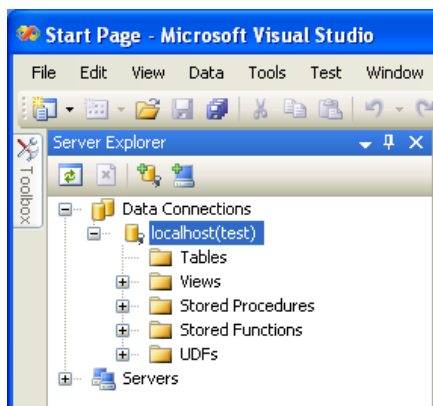 Start Page - Microsoft Visual Studio
File Edit View Data Tools Test Window
Server Explorer
Toolbox
Data Connections
localhost(test)
Tables
Views
Stored Procedures
Stored Functions
UDFs
Servers